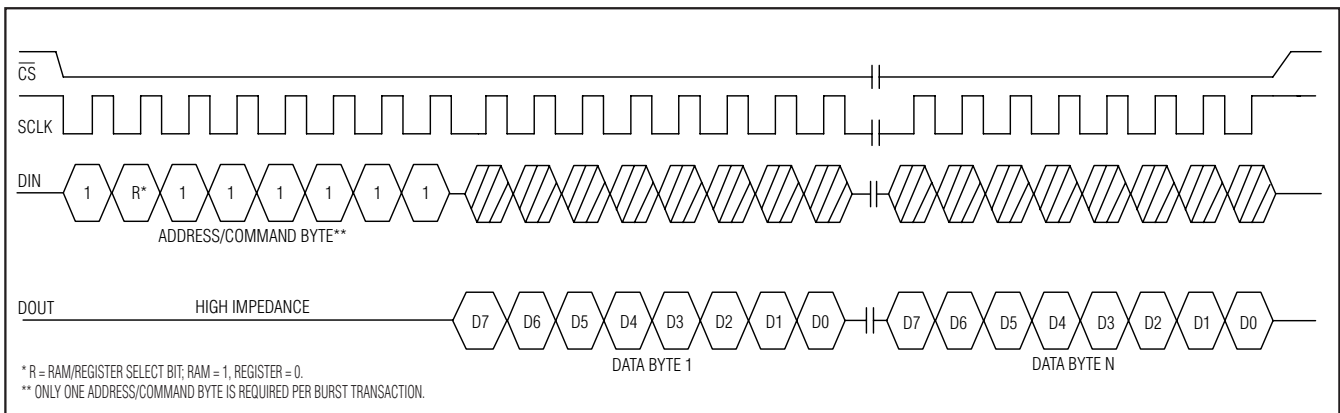 CS
SCLK
DIN
1 R* 1 1 1 1 1 1
ADDRESS/COMMAND BYTE**
DOUT
HIGH IMPEDANCE
D7 D6 D5 D4 D3 D2 D1 D0 D7 D6 D5 D4 D3 D2 D1 D0
DATA BYTE 1
DATA BYTE N
* R = RAM/REGISTER SELECT BIT; RAM = 1, REGISTER = 0.
** ONLY ONE ADDRESS/COMMAND BYTE IS REQUIRED PER BURST TRANSACTION.